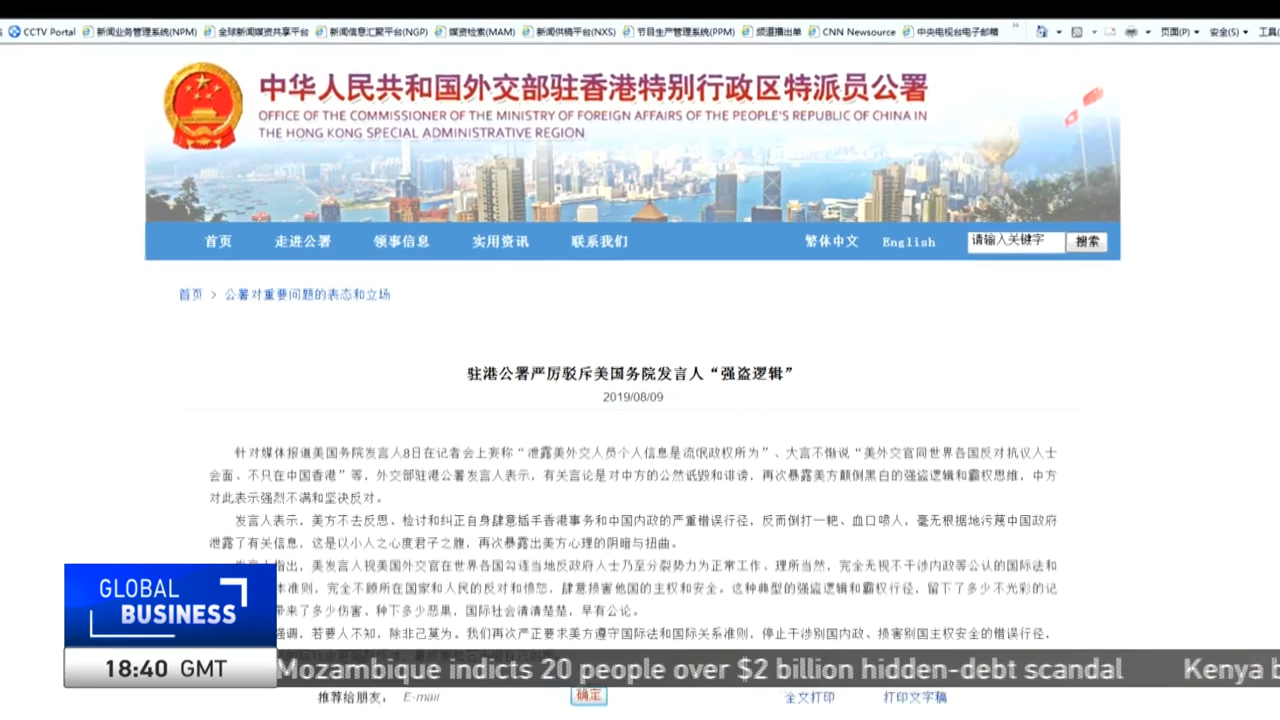 CCTV Portal 新闻业务管理系统(NPM) 全球新闻媒资共享平台 新闻信息汇聚平台(NGP) 媒资检索(MAM) 新闻供稿平台(NXS) 节目生产管理系统(PPM) 频道播出单 CNN Newsource 中央电视台电子邮箱 » 页面(P) 安全(S) 工具(
中华人民共和国外交部驻香港特别行政区特派员公署
OFFICE OF THE COMMISSIONER OF THE MINISTRY OF FOREIGN AFFAIRS OF THE PEOPLE'S REPUBLIC OF CHINA IN
THE HONG KONG SPECIAL ADMINISTRATIVE REGION
首页 走进公署 领事信息 实用资讯 联系我们 繁体中文 English 请输入关键字 搜索
首页 > 公署对重要问题的表态和立场
驻港公署严厉驳斥美国务院发言人“强盗逻辑”
2019/08/09
针对媒体报道美国务院发言人8日在记者会上妄称“泄露美外交人员个人信息是流氓政权所为”、大言不惭说“美外交官同世界各国反对抗议人士
会面、不只在中国香港”等，外交部驻港公署发言人表示，有关言论是对中方的公然诋毁和诽谤，再次暴露美方颠倒黑白的强盗逻辑和霸权思维，中方
对此表示强烈不满和坚决反对。
发言人表示，美方不去反思、检讨和纠正自身肆意插手香港事务和中国内政的严重错误行径，反而倒打一耙、血口喷人，毫无根据地污蔑中国政府
泄露了有关信息，这是以小人之心度君子之腹，再次暴露出美方心理的阴暗与扭曲。
发言人指出，美发言人视美国外交官在世界各国勾连当地反政府人士乃至分裂势力为正常工作、理所当然，完全无视不干涉内政等公认的国际法和
本准则，完全不顾所在国家和人民的反对和愤怒，肆意损害他国的主权和安全。这种典型的强盗逻辑和霸权行径，留下了多少不光彩的记
带来了多少伤害、种下多少恶果，国际社会清清楚楚，早有公论。
强调，若要人不知，除非己莫为。我们再次严正要求美方遵守国际法和国际关系准则，停止干涉别国内政、损害别国主权安全的错误行径，
GLOBAL
BUSINESS
18:40 GMT
Mozambique indicts 20 people over $2 billion hidden-debt scandal Kenya b
推荐给朋友， E-mail 确定 全文打印 打印文字稿